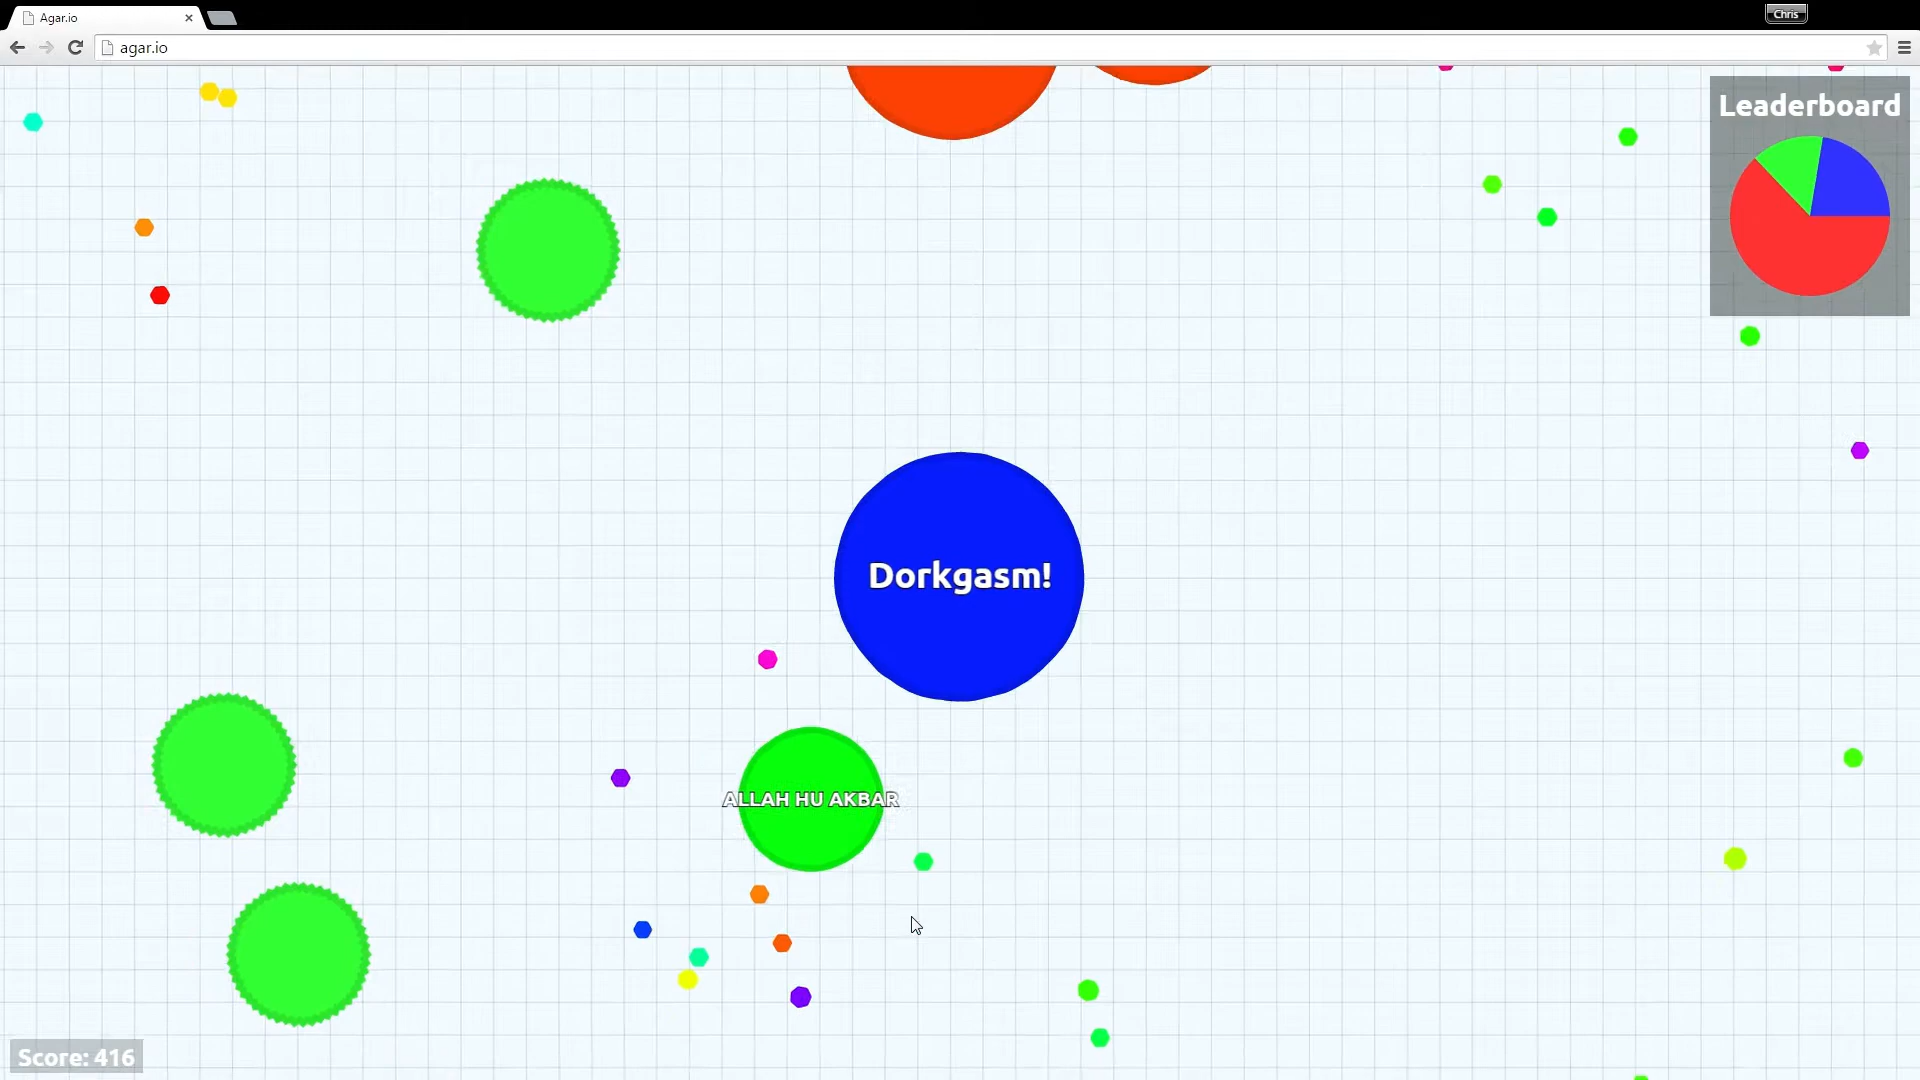 Agar.io
Chris
agar.io
Leaderboard
Dorkgasm!
ALLAH HU AKBAR
Score: 416